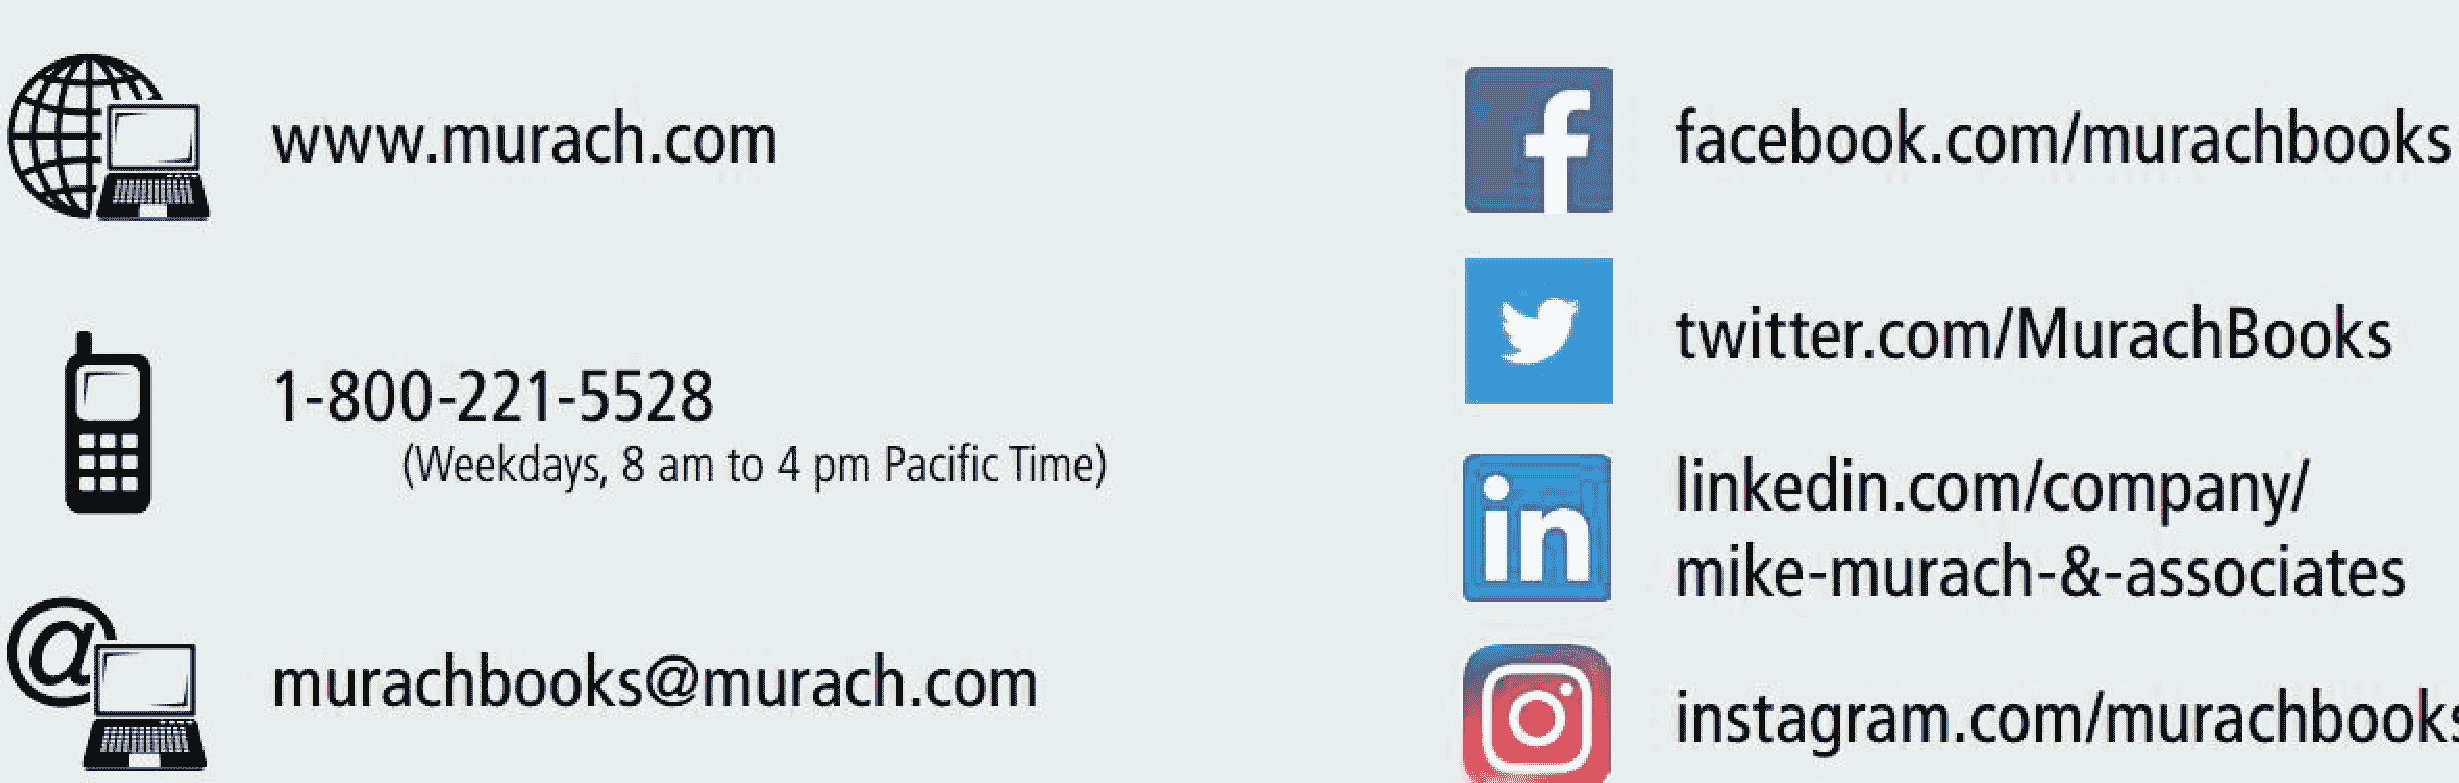 www.murach.com
1-800-221-5528
(Weekdays, 8 am to 4 pm Pacific Time)
murachbooks@murach.com
facebook.com/murachbooks
twitter.com/MurachBooks
linkedin.com/company/
mike-murach-&-associates
instagram.com/murachbooks